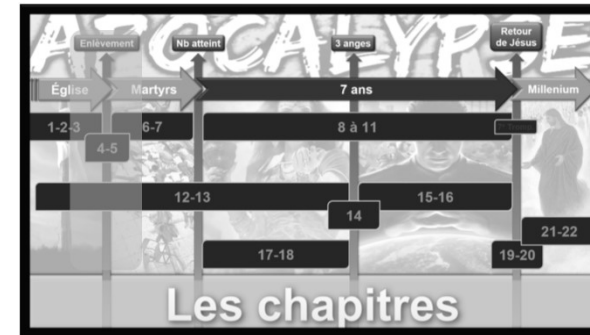 APOCALYPSE
Enlèvement
Nb atteint
3 anges
Retour
de Jésus
Église
Martyrs
7 ans
Millenium
1-2-3
6-7
8 à 11
4-5
12-13
15-16
14
21-22
17-18
19-20
Les chapitres